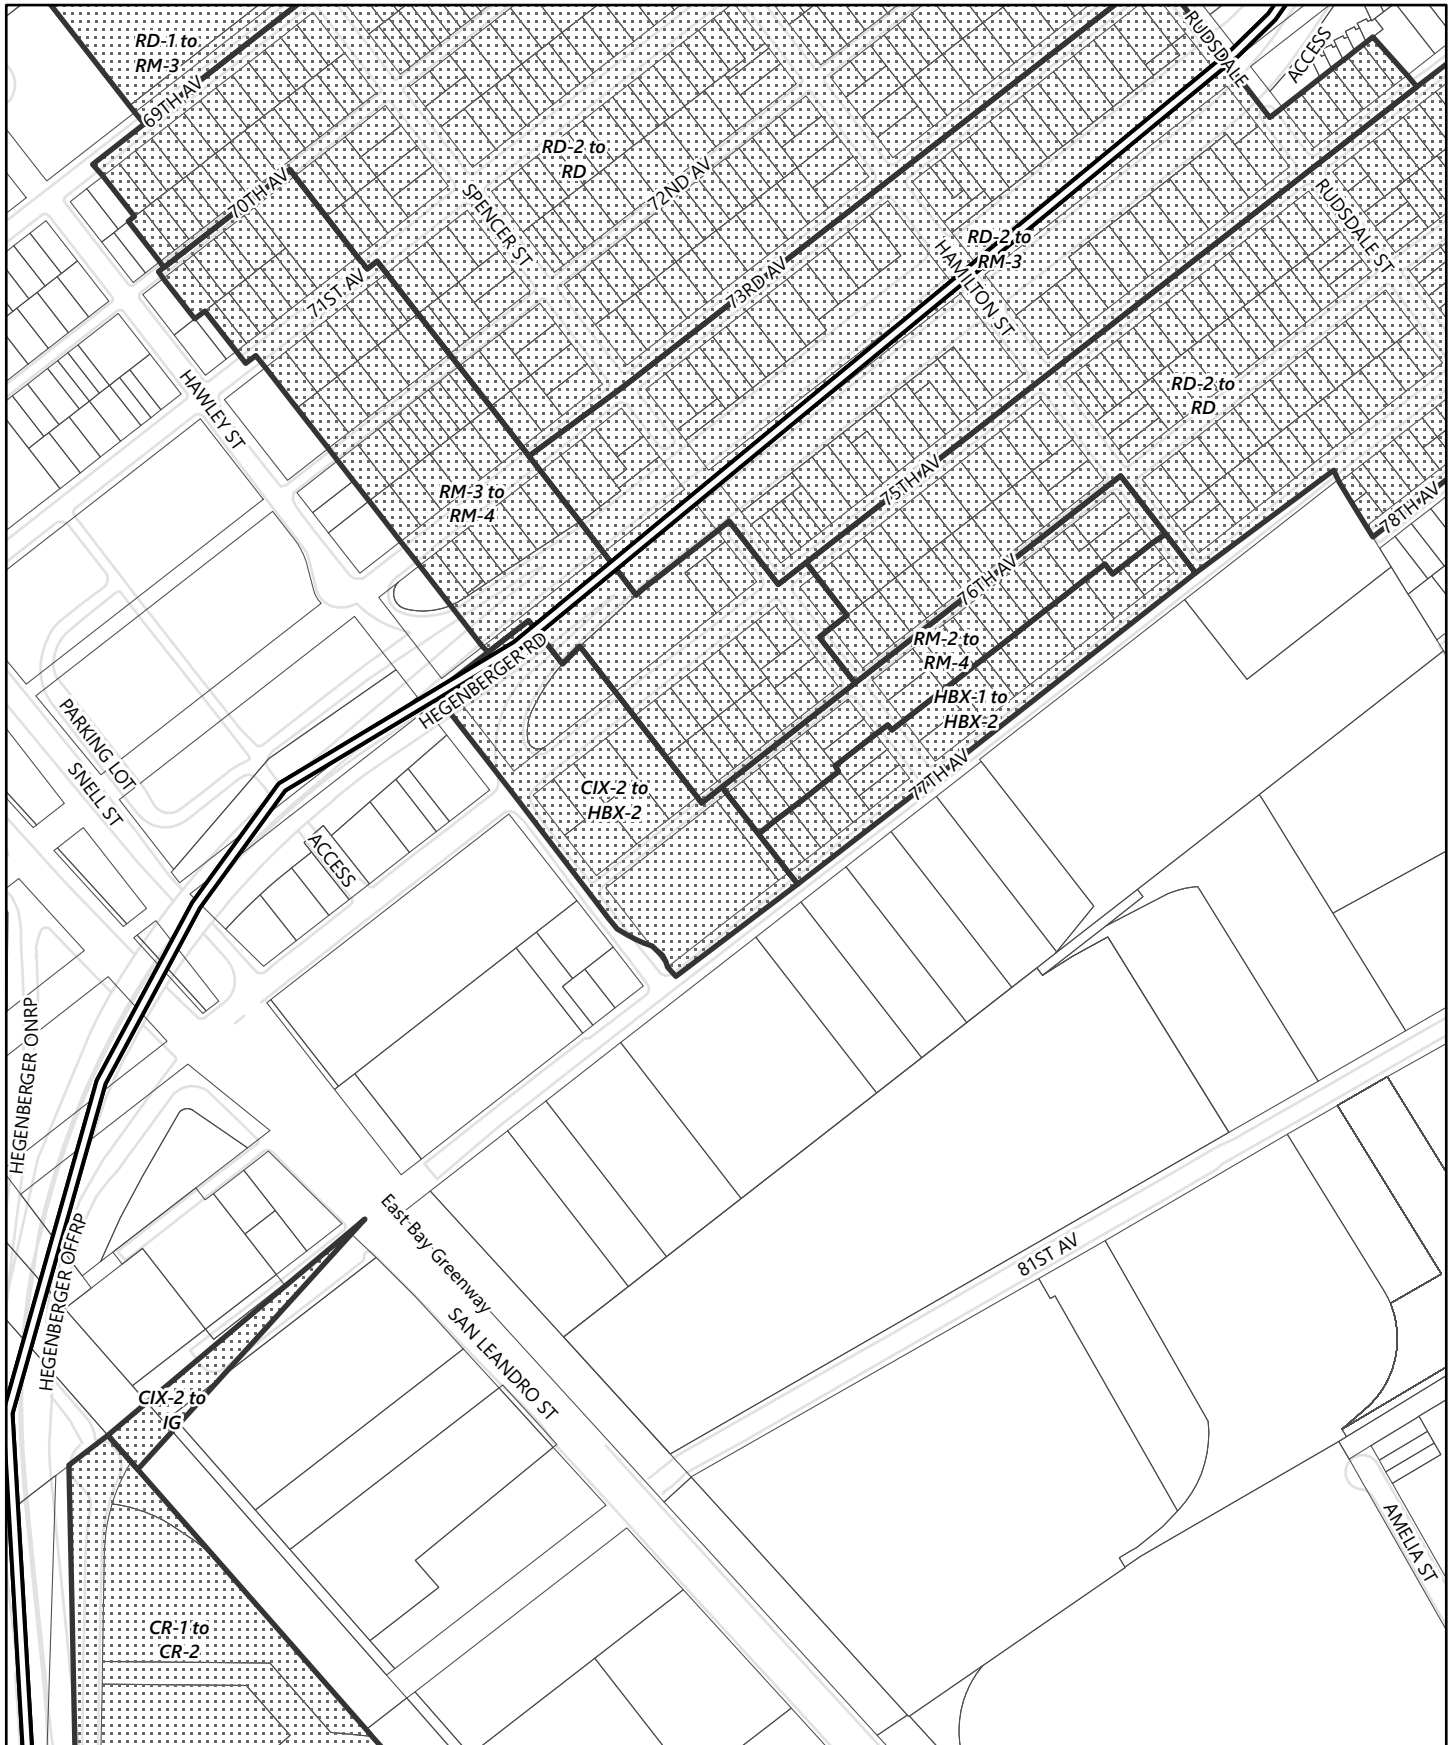 RUDSDALE
ACCESS
RD-1 to
RM-3
69TH AV
RD-2 to
RD
72ND AV
70TH AV
SPENCER ST
RUDSDALE ST
RD-2 to
RM-3
HAMILTON ST
73RD AV
71ST AV
HAWLEY ST
RD-2 to
RD
75TH AV
78TH AV
RM-3 to
RM-4
76TH AV
RM-2 to
RM-4
HEGENBERGER RD
HBX-1 to
HBX-2
PARKING LOT
SNELL ST
CIX-2 to
HBX-2
77TH AV
ACCESS
HEGENBERGER ONRP
HEGENBERGER OFFRP
East Bay Greenway
81ST AV
SAN LEANDRO ST
CIX-2 to
IG
AMELIA ST
CR-1 to
CR-2